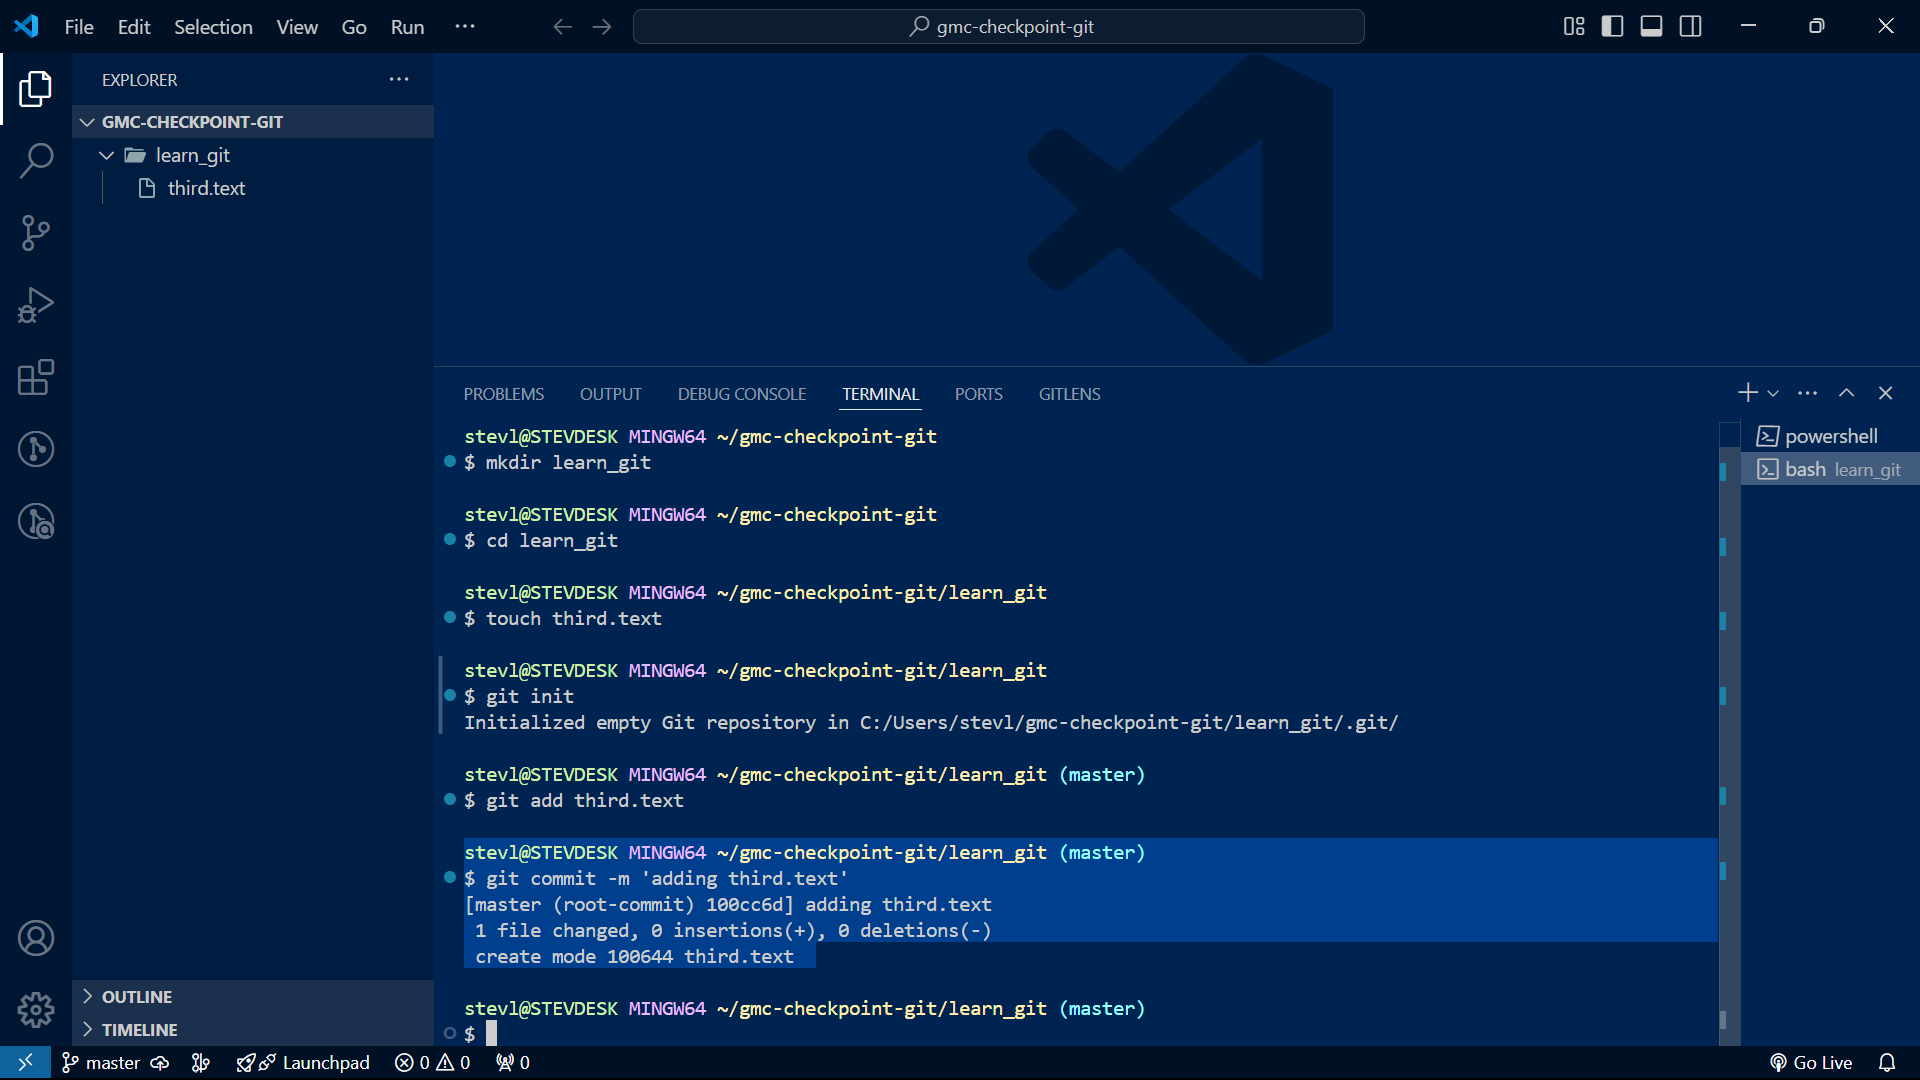 File Edit Selection View Go Run ···
gmc-checkpoint-git
EXPLORER
GMC-CHECKPOINT-GIT
learn_git
third.text
PROBLEMS OUTPUT DEBUG CONSOLE TERMINAL PORTS GITLENS
stevl@STEVDESK MINGW64 ~/gmc-checkpoint-git
$ mkdir learn_git
stevl@STEVDESK MINGW64 ~/gmc-checkpoint-git
$ cd learn_git
stevl@STEVDESK MINGW64 ~/gmc-checkpoint-git/learn_git
$ touch third.text
stevl@STEVDESK MINGW64 ~/gmc-checkpoint-git/learn_git
$ git init
Initialized empty Git repository in C:/Users/stevl/gmc-checkpoint-git/learn_git/.git/
stevl@STEVDESK MINGW64 ~/gmc-checkpoint-git/learn_git (master)
$ git add third.text
stevl@STEVDESK MINGW64 ~/gmc-checkpoint-git/learn_git (master)
$ git commit -m 'adding third.text'
[master (root-commit) 100cc6d] adding third.text
1 file changed, 0 insertions(+), 0 deletions(-)
create mode 100644 third.text
stevl@STEVDESK MINGW64 ~/gmc-checkpoint-git/learn_git (master)
$
powershell
bash learn_git
OUTLINE
TIMELINE
master Launchpad 0 0 0 Go Live